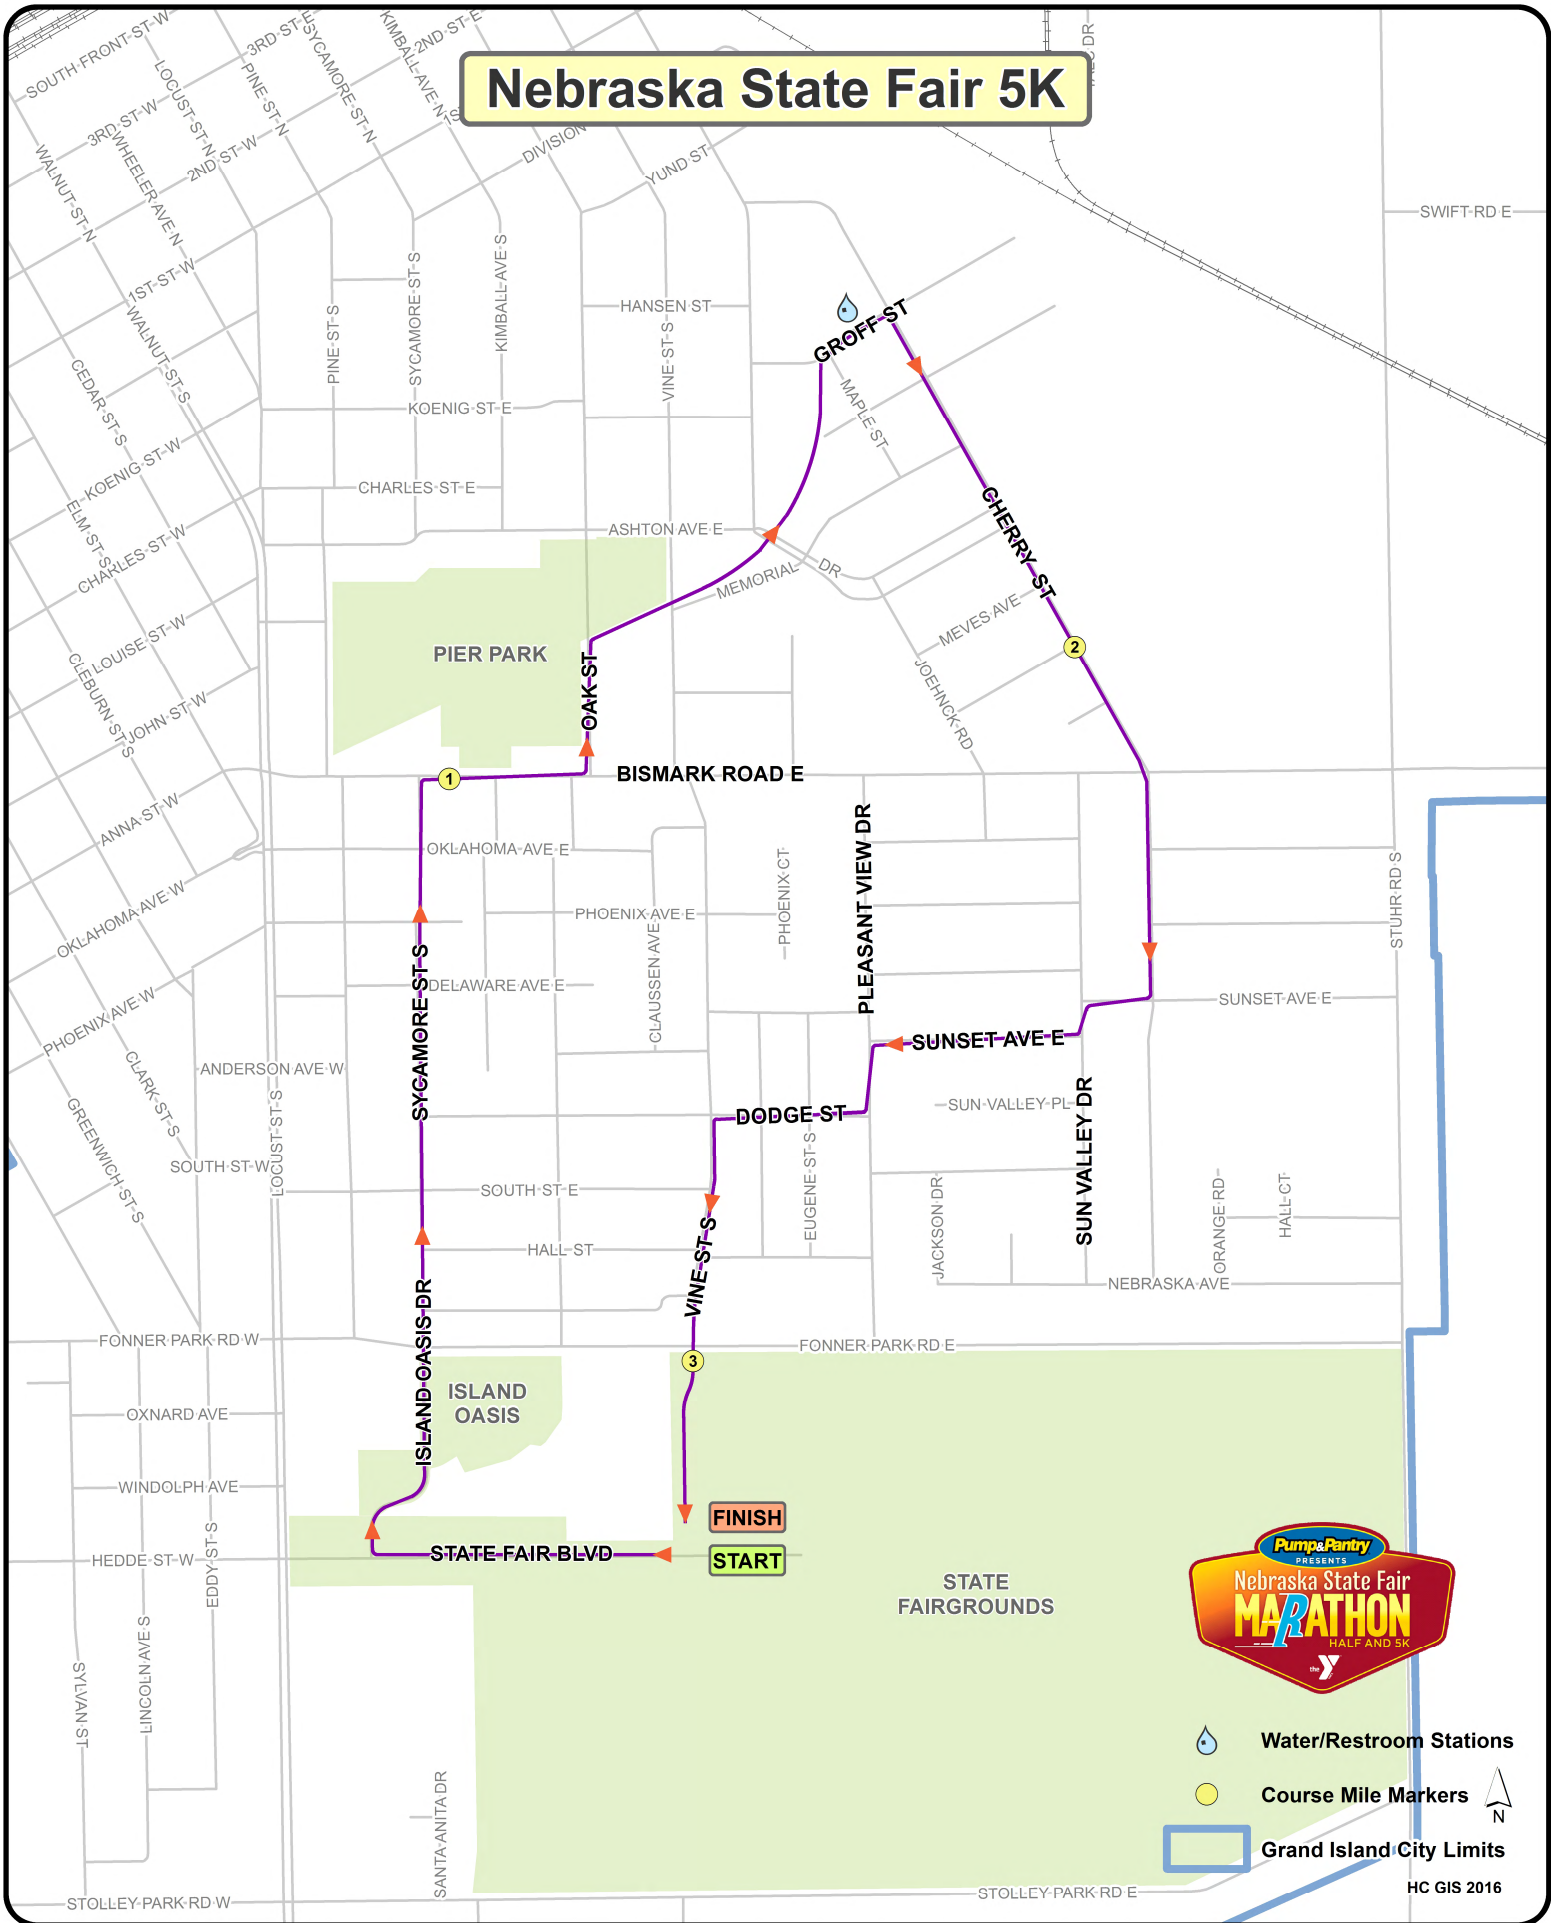 Nebraska State Fair 5K
SOUTH FRONT ST W
3RD ST E
2ND ST E
3RD ST W
2ND ST W
LOCUST ST N
PINE ST N
SYCAMORE ST N
KIMBALL AVE N
DIVISION
YUND ST
WALNUT ST N
WHEELER AVE N
1ST ST W
SWIFT RD E
HANSEN ST
PINE ST S
SYCAMORE ST S
KIMBALL AVE S
VINE ST S
WALNUT ST S
GROFF ST
MAPLE ST
CEDAR ST S
KOENIG ST E
KOENIG ST W
CHARLES ST E
ELM ST S
CHARLES ST W
ASHTON AVE E
MEMORIAL
DR
CHERRY ST
MEVES AVE
LOUISE ST W
PIER PARK
OAK ST
2
CLEBURN ST S
JOHN ST W
JOEHNCK RD
1
BISMARK ROAD E
ANNA ST W
OKLAHOMA AVE E
PHOENIX CT
PLEASANT VIEW DR
STUHR RD S
OKLAHOMA AVE W
PHOENIX AVE E
CLAUSSEN AVE
SYCAMORE ST S
DELAWARE AVE E
SUNSET AVE E
PHOENIX AVE W
SUNSET AVE E
ANDERSON AVE W
CLARK ST S
GREENWICH ST S
LOCUST ST S
DODGE ST
SUN VALLEY PL
SUN VALLEY DR
SOUTH ST W
SOUTH ST E
EUGENE ST S
JACKSON DR
ORANGE RD
HALL CT
HALL ST
VINE ST S
NEBRASKA AVE
FONNER PARK RD W
FONNER PARK RD E
3
ISLAND OASIS DR
ISLAND
OASIS
OXNARD AVE
WINDOLPH AVE
FINISH
HEDDE ST W
EDDY ST S
STATE FAIR BLVD
START
STATE
FAIRGROUNDS
LINCOLN AVE S
SYLVAN ST
SANTA ANITA DR
Pump&Pantry
PRESENTS
Nebraska State Fair
MARATHON
HALF AND 5K
the Y
Water/Restroom Stations
Course Mile Markers
N
Grand Island City Limits
HC GIS 2016
STOLLEY PARK RD W
STOLLEY PARK RD E